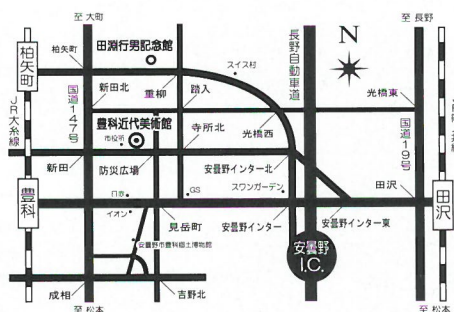 至 大町
至 長野
柏矢町
柏矢町
田淵行男記念館
スイス村
長野自動車道
N
JR大糸線
国道147号
新田北
重柳
踏入
光橋東
豊科近代美術館
市役所
寺所北
光橋西
国道19号
新田
防災広場
安曇野インター北
豊科
日赤
GS
スワンガーデン
田沢
田沢
イオン
見岳町
安曇野インター
安曇野インター東
安曇野市豊科郷土博物館
安曇野
I.C.
成相
吉野北
至 松本
至 松本